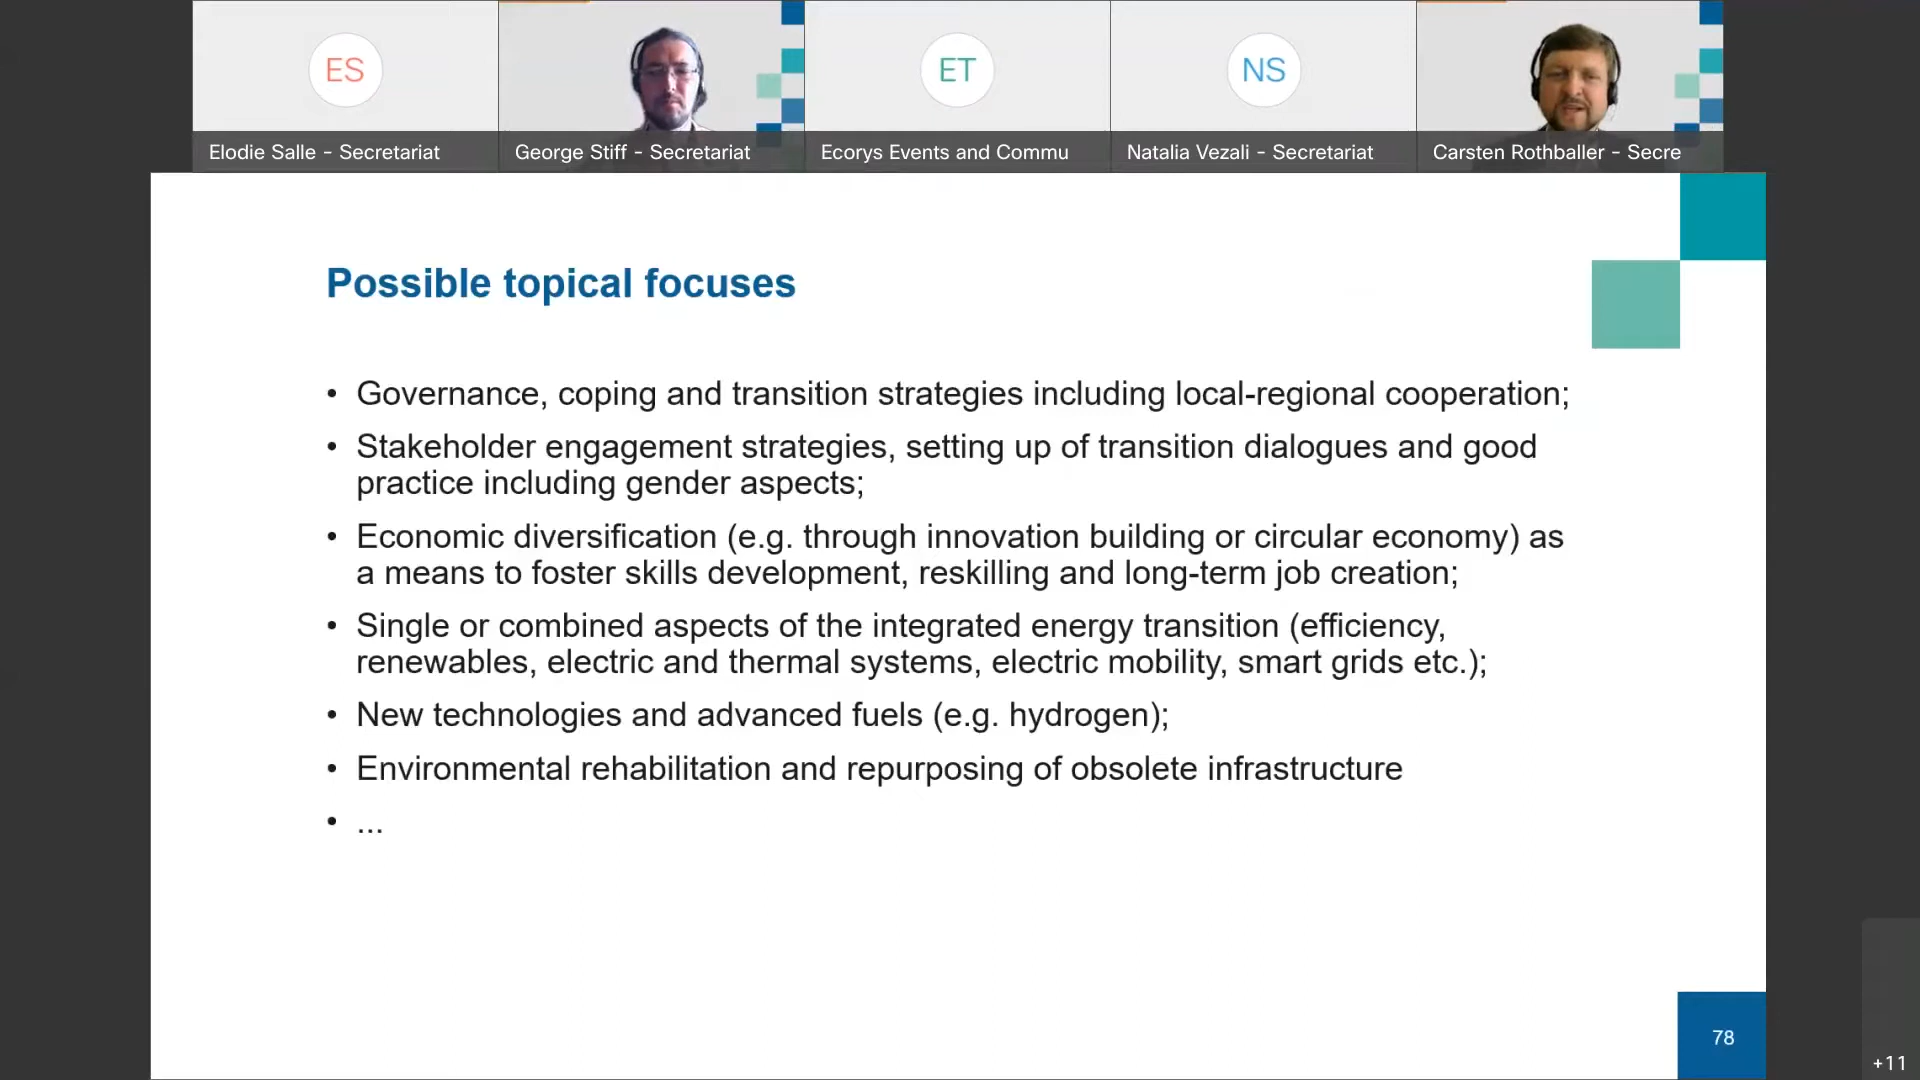 ES
ET
NS
Elodie Salle - Secretariat
George Stiff - Secretariat
Ecorys Events and Commu
Natalia Vezali - Secretariat
Carsten Rothballer - Secre
Possible topical focuses
• Governance, coping and transition strategies including local-regional cooperation;
• Stakeholder engagement strategies, setting up of transition dialogues and good
practice including gender aspects;
• Economic diversification (e.g. through innovation building or circular economy) as
a means to foster skills development, reskilling and long-term job creation;
• Single or combined aspects of the integrated energy transition (efficiency,
renewables, electric and thermal systems, electric mobility, smart grids etc.);
• New technologies and advanced fuels (e.g. hydrogen);
• Environmental rehabilitation and repurposing of obsolete infrastructure
• ...
78
+11